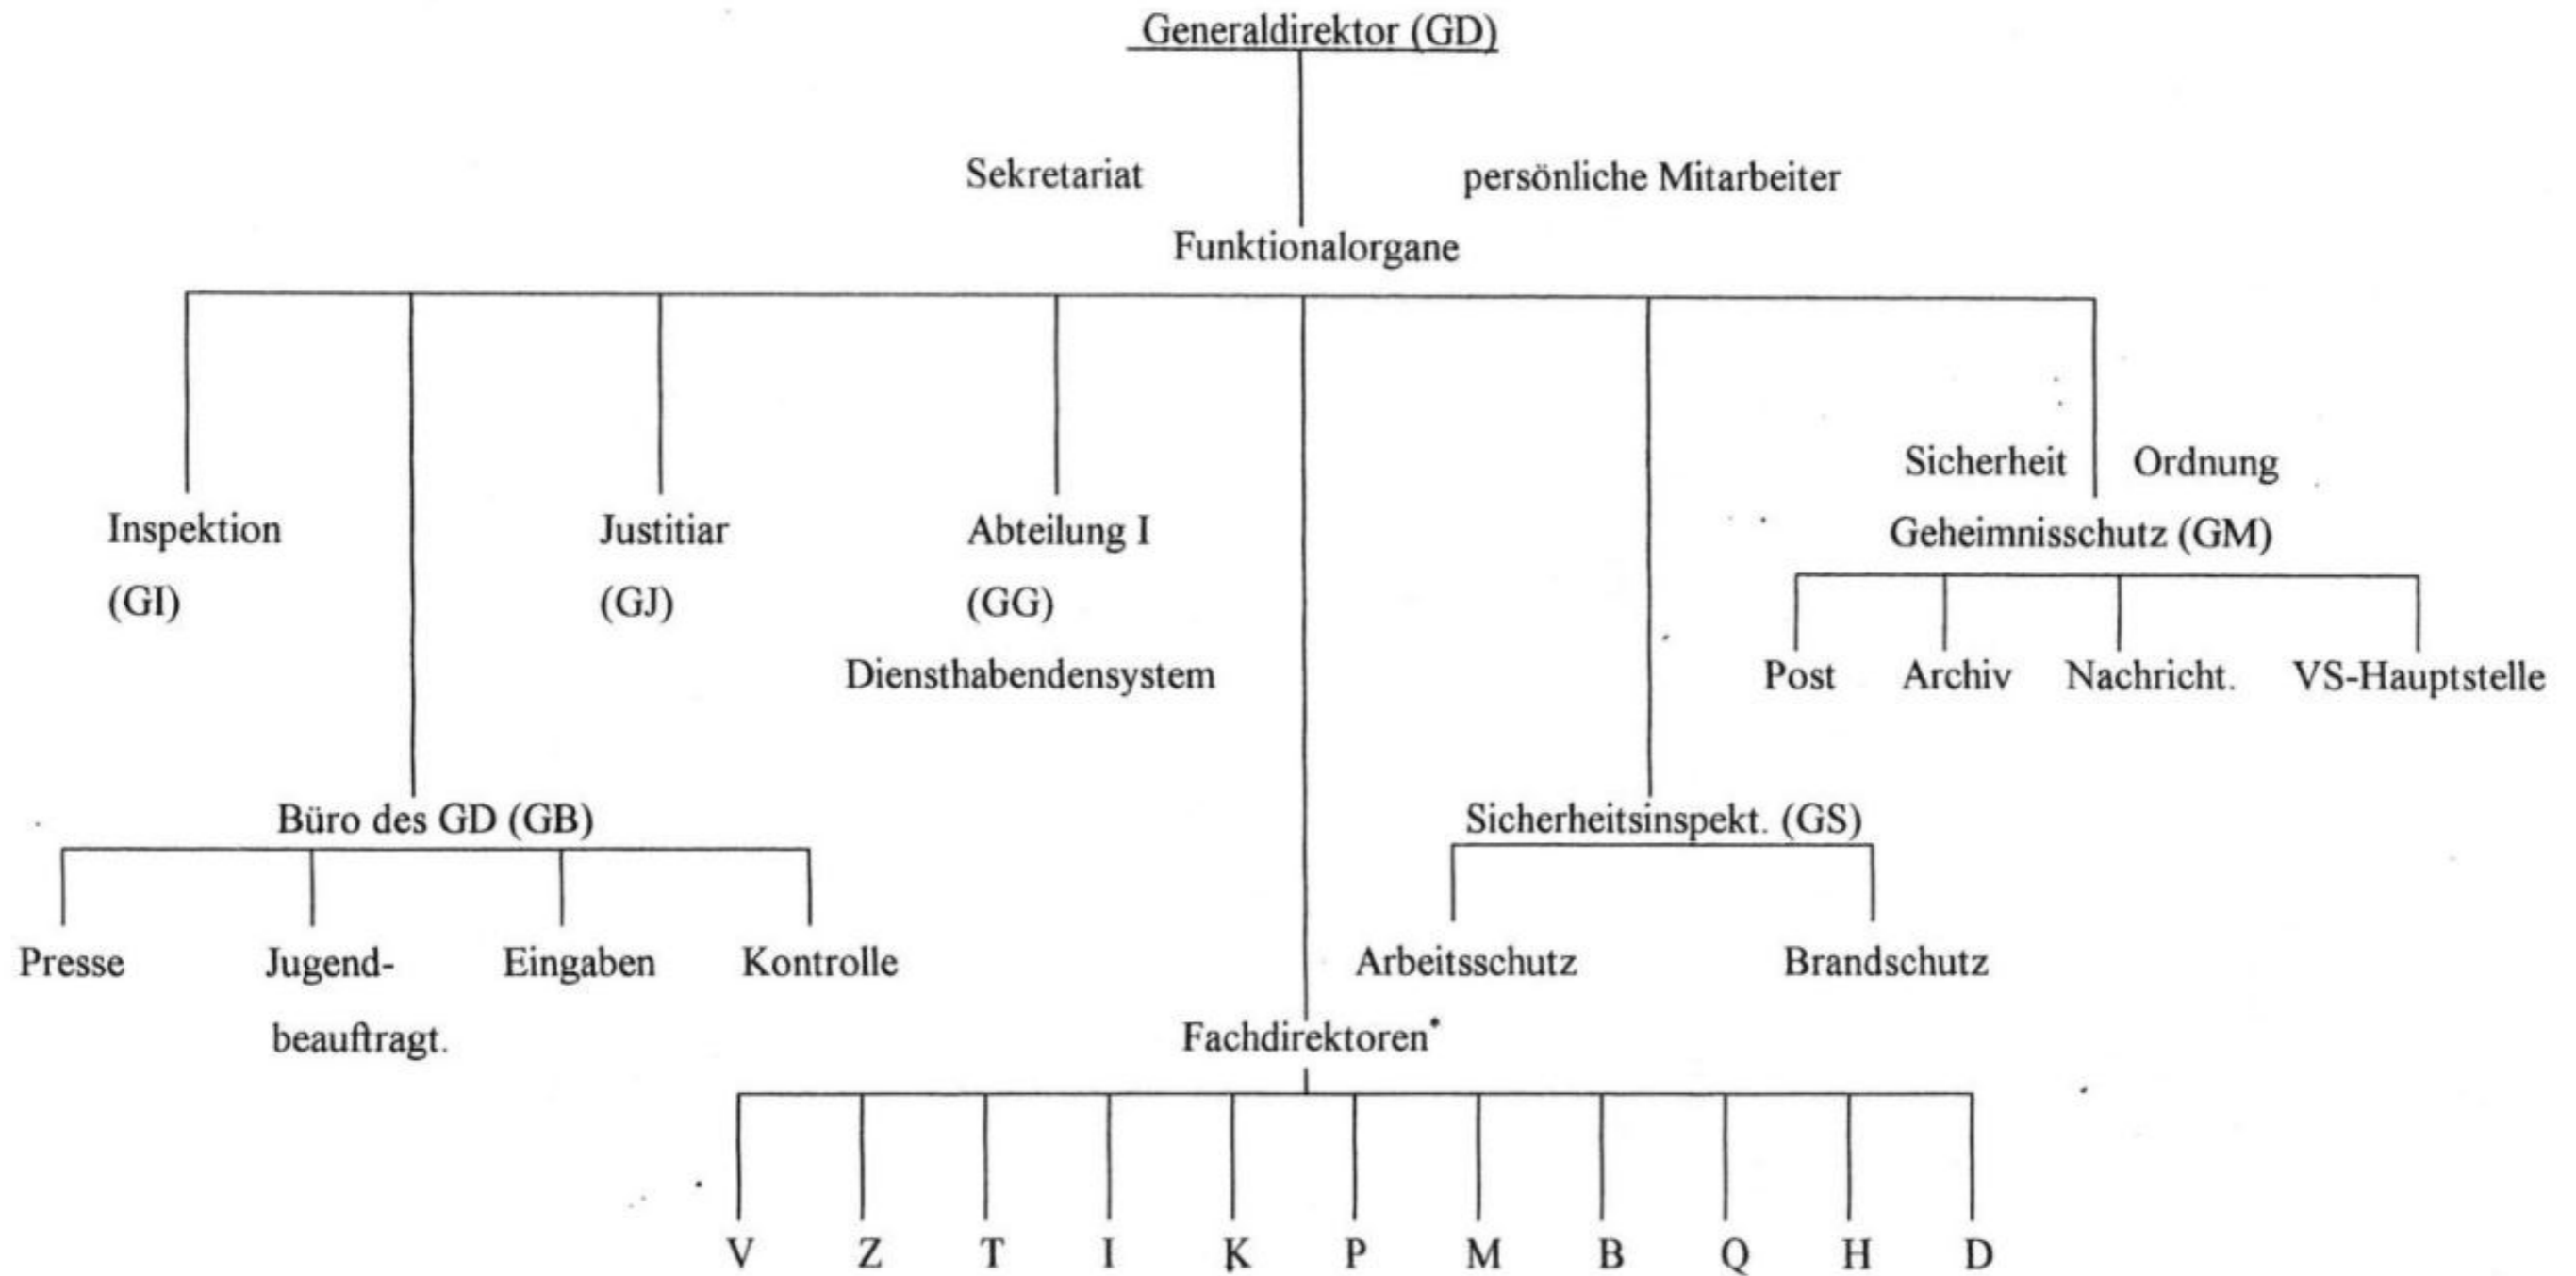 Generaldirektor (GD)
Sekretariat persönliche Mitarbeiter
Funktionalorgane
Sicherheit Ordnung
Inspektion Justitiar Abteilung I Geheimnisschutz (GM)
(GI) (GJ) (GG)
Diensthabendensystem Post Archiv Nachricht. VS-Hauptstelle
Büro des GD (GB) Sicherheitsinspekt. (GS)
Presse Jugend- Eingaben Kontrolle Arbeitsschutz Brandschutz
beauftragt. Fachdirektoren*
V Z T I K P M B Q H D